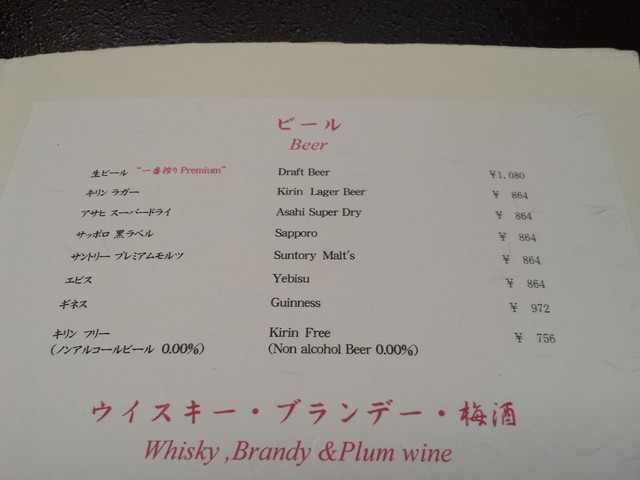 ビール
Beer
生ビール "一番搾り Premium" Draft Beer ¥1,080
キリン ラガー Kirin Lager Beer ¥ 864
アサヒ スーパードライ Asahi Super Dry ¥ 864
サッポロ 黒ラベル Sapporo ¥ 864
サントリー プレミアムモルツ Suntory Malt's ¥ 864
エビス Yebisu ¥ 864
ギネス Guinness ¥ 972
キリン フリー Kirin Free ¥ 756
(ノンアルコールビール 0.00%) (Non alcohol Beer 0.00%)
ウイスキー・ブランデー・梅酒
Whisky ,Brandy &Plum wine